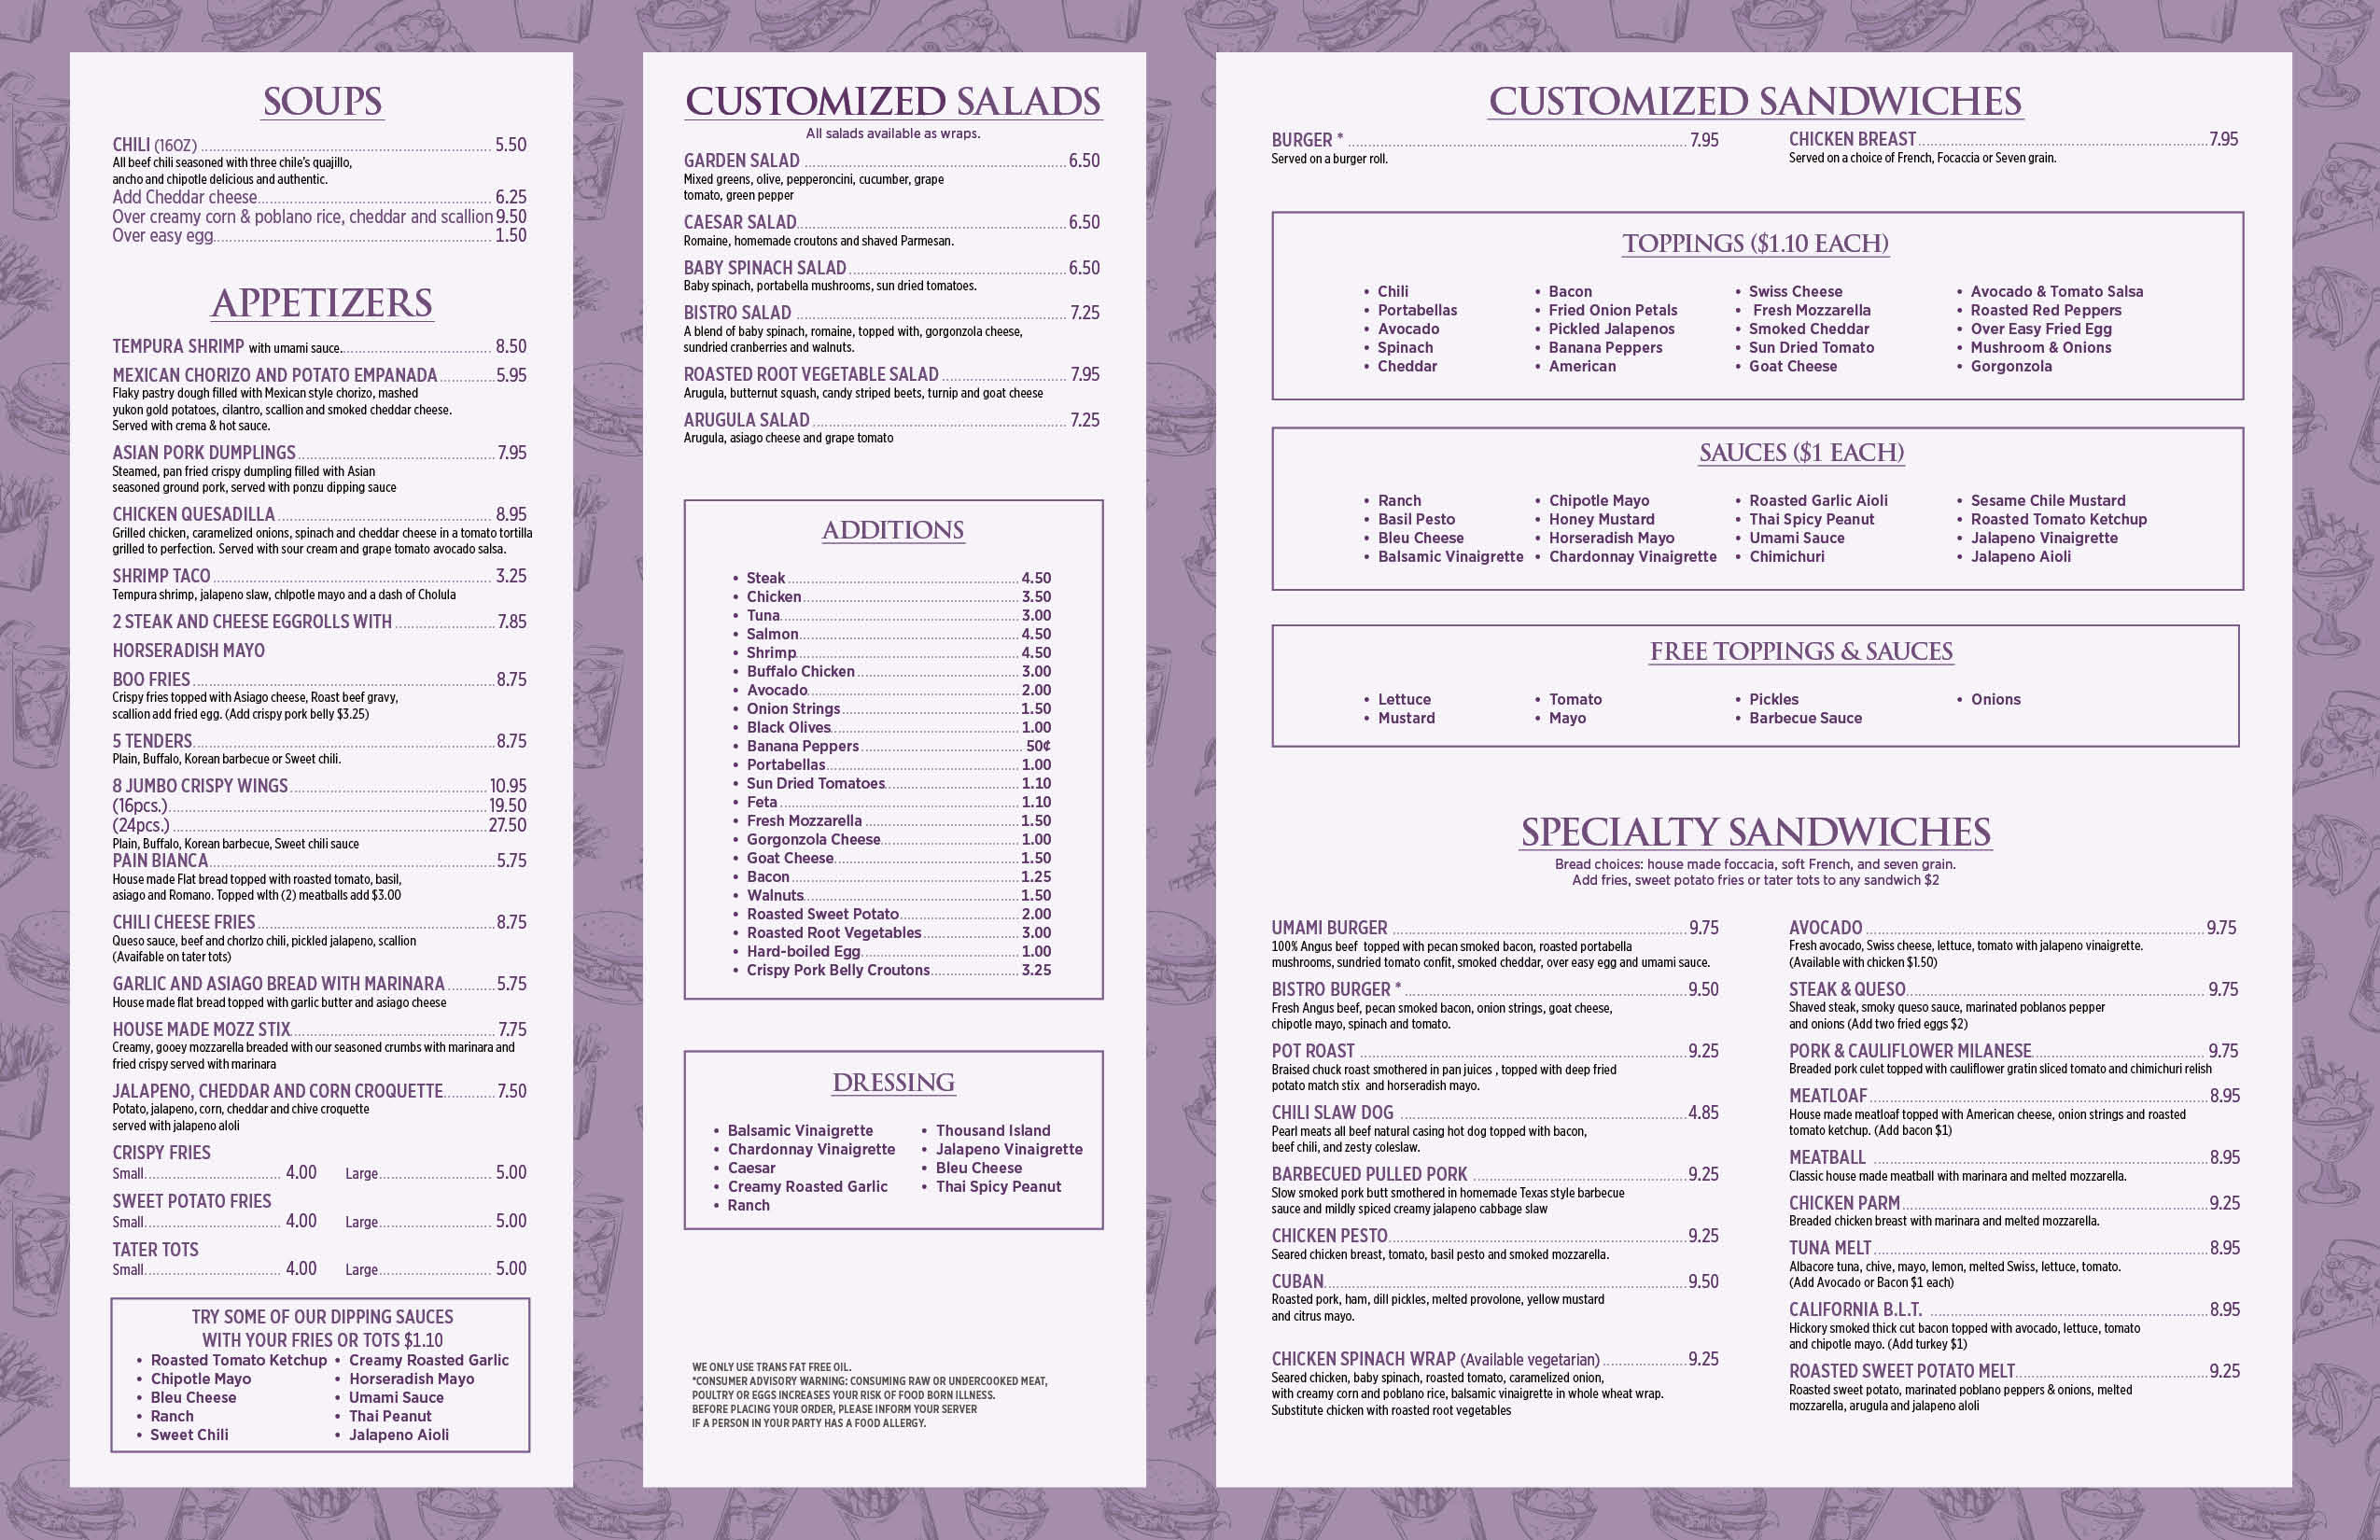 SOUPS
CHILI (16OZ) 5.50
All beef chili seasoned with three chile's quajillo,
ancho and chipotle delicious and authentic.
Add Cheddar cheese 6.25
Over creamy corn & poblano rice, cheddar and scallion 9.50
Over easy egg 1.50
APPETIZERS
TEMPURA SHRIMP with umami sauce. 8.50
MEXICAN CHORIZO AND POTATO EMPANADA 5.95
Flaky pastry dough filled with Mexican style chorizo, mashed
yukon gold potatoes, cilantro, scallion and smoked cheddar cheese.
Served with crema & hot sauce.
ASIAN PORK DUMPLINGS 7.95
Steamed, pan fried crispy dumpling filled with Asian
seasoned ground pork, served with ponzu dipping sauce
CHICKEN QUESADILLA 8.95
Grilled chicken, caramelized onions, spinach and cheddar cheese in a tomato tortilla
grilled to perfection. Served with sour cream and grape tomato avocado salsa.
SHRIMP TACO 3.25
Tempura shrimp, jalapeno slaw, chlpotle mayo and a dash of Cholula
2 STEAK AND CHEESE EGGROLLS WITH 7.85
HORSERADISH MAYO
BOO FRIES 8.75
Crispy fries topped with Asiago cheese, Roast beef gravy,
scallion add fried egg. (Add crispy pork belly $3.25)
5 TENDERS 8.75
Plain, Buffalo, Korean barbecue or Sweet chili.
8 JUMBO CRISPY WINGS 10.95
(16pcs.) 19.50
(24pcs.) 27.50
Plain, Buffalo, Korean barbecue, Sweet chili sauce
PAIN BIANCA 5.75
House made Flat bread topped with roasted tomato, basil,
asiago and Romano. Topped wlth (2) meatballs add $3.00
CHILI CHEESE FRIES 8.75
Queso sauce, beef and chorlzo chili, pickled jalapeno, scallion
(Avaifable on tater tots)
GARLIC AND ASIAGO BREAD WITH MARINARA 5.75
House made flat bread topped with garlic butter and asiago cheese
HOUSE MADE MOZZ STIX 7.75
Creamy, gooey mozzarella breaded with our seasoned crumbs with marinara and
fried crispy served with marinara
JALAPENO, CHEDDAR AND CORN CROQUETTE 7.50
Potato, jalapeno, corn, cheddar and chive croquette
served with jalapeno aloli
CRISPY FRIES
Small 4.00 Large 5.00
SWEET POTATO FRIES
Small 4.00 Large 5.00
TATER TOTS
Small 4.00 Large 5.00
TRY SOME OF OUR DIPPING SAUCES
WITH YOUR FRIES OR TOTS $1.10
• Roasted Tomato Ketchup • Creamy Roasted Garlic
• Chipotle Mayo • Horseradish Mayo
• Bleu Cheese • Umami Sauce
• Ranch • Thai Peanut
• Sweet Chili • Jalapeno Aioli
CUSTOMIZED SALADS
All salads available as wraps.
GARDEN SALAD 6.50
Mixed greens, olive, pepperoncini, cucumber, grape
tomato, green pepper
CAESAR SALAD 6.50
Romaine, homemade croutons and shaved Parmesan.
BABY SPINACH SALAD 6.50
Baby spinach, portabella mushrooms, sun dried tomatoes.
BISTRO SALAD 7.25
A blend of baby spinach, romaine, topped with, gorgonzola cheese,
sundried cranberries and walnuts.
ROASTED ROOT VEGETABLE SALAD 7.95
Arugula, butternut squash, candy striped beets, turnip and goat cheese
ARUGULA SALAD 7.25
Arugula, asiago cheese and grape tomato
ADDITIONS
• Steak 4.50
• Chicken 3.50
• Tuna 3.00
• Salmon 4.50
• Shrimp 4.50
• Buffalo Chicken 3.00
• Avocado 2.00
• Onion Strings 1.50
• Black Olives 1.00
• Banana Peppers 50¢
• Portabellas 1.00
• Sun Dried Tomatoes 1.10
• Feta 1.10
• Fresh Mozzarella 1.50
• Gorgonzola Cheese 1.00
• Goat Cheese 1.50
• Bacon 1.25
• Walnuts 1.50
• Roasted Sweet Potato 2.00
• Roasted Root Vegetables 3.00
• Hard-boiled Egg 1.00
• Crispy Pork Belly Croutons 3.25
DRESSING
• Balsamic Vinaigrette • Thousand Island
• Chardonnay Vinaigrette • Jalapeno Vinaigrette
• Caesar • Bleu Cheese
• Creamy Roasted Garlic • Thai Spicy Peanut
• Ranch
WE ONLY USE TRANS FAT FREE OIL.
*CONSUMER ADVISORY WARNING: CONSUMING RAW OR UNDERCOOKED MEAT,
POULTRY OR EGGS INCREASES YOUR RISK OF FOOD BORN ILLNESS.
BEFORE PLACING YOUR ORDER, PLEASE INFORM YOUR SERVER
IF A PERSON IN YOUR PARTY HAS A FOOD ALLERGY.
CUSTOMIZED SANDWICHES
BURGER * 7.95
Served on a burger roll.
CHICKEN BREAST 7.95
Served on a choice of French, Focaccia or Seven grain.
TOPPINGS ($1.10 EACH)
• Chili • Bacon • Swiss Cheese • Avocado & Tomato Salsa
• Portabellas • Fried Onion Petals • Fresh Mozzarella • Roasted Red Peppers
• Avocado • Pickled Jalapenos • Smoked Cheddar • Over Easy Fried Egg
• Spinach • Banana Peppers • Sun Dried Tomato • Mushroom & Onions
• Cheddar • American • Goat Cheese • Gorgonzola
SAUCES ($1 EACH)
• Ranch • Chipotle Mayo • Roasted Garlic Aioli • Sesame Chile Mustard
• Basil Pesto • Honey Mustard • Thai Spicy Peanut • Roasted Tomato Ketchup
• Bleu Cheese • Horseradish Mayo • Umami Sauce • Jalapeno Vinaigrette
• Balsamic Vinaigrette • Chardonnay Vinaigrette • Chimichuri • Jalapeno Aioli
FREE TOPPINGS & SAUCES
• Lettuce • Tomato • Pickles • Onions
• Mustard • Mayo • Barbecue Sauce
SPECIALTY SANDWICHES
Bread choices: house made foccacia, soft French, and seven grain.
Add fries, sweet potato fries or tater tots to any sandwich $2
UMAMI BURGER 9.75
100% Angus beef topped with pecan smoked bacon, roasted portabella
mushrooms, sundried tomato confit, smoked cheddar, over easy egg and umami sauce.
BISTRO BURGER * 9.50
Fresh Angus beef, pecan smoked bacon, onion strings, goat cheese,
chipotle mayo, spinach and tomato.
POT ROAST 9.25
Braised chuck roast smothered in pan juices , topped with deep fried
potato match stix and horseradish mayo.
CHILI SLAW DOG 4.85
Pearl meats all beef natural casing hot dog topped with bacon,
beef chili, and zesty coleslaw.
BARBECUED PULLED PORK 9.25
Slow smoked pork butt smothered in homemade Texas style barbecue
sauce and mildly spiced creamy jalapeno cabbage slaw
CHICKEN PESTO 9.25
Seared chicken breast, tomato, basil pesto and smoked mozzarella.
CUBAN 9.50
Roasted pork, ham, dill pickles, melted provolone, yellow mustard
and citrus mayo.
CHICKEN SPINACH WRAP (Available vegetarian) 9.25
Seared chicken, baby spinach, roasted tomato, caramelized onion,
with creamy corn and poblano rice, balsamic vinaigrette in whole wheat wrap.
Substitute chicken with roasted root vegetables
AVOCADO 9.75
Fresh avocado, Swiss cheese, lettuce, tomato with jalapeno vinaigrette.
(Available with chicken $1.50)
STEAK & QUESO 9.75
Shaved steak, smoky queso sauce, marinated poblanos pepper
and onions (Add two fried eggs $2)
PORK & CAULIFLOWER MILANESE 9.75
Breaded pork culet topped with cauliflower gratin sliced tomato and chimichuri relish
MEATLOAF 8.95
House made meatloaf topped with American cheese, onion strings and roasted
tomato ketchup. (Add bacon $1)
MEATBALL 8.95
Classic house made meatball with marinara and melted mozzarella.
CHICKEN PARM 9.25
Breaded chicken breast with marinara and melted mozzarella.
TUNA MELT 8.95
Albacore tuna, chive, mayo, lemon, melted Swiss, lettuce, tomato.
(Add Avocado or Bacon $1 each)
CALIFORNIA B.L.T. 8.95
Hickory smoked thick cut bacon topped with avocado, lettuce, tomato
and chipotle mayo. (Add turkey $1)
ROASTED SWEET POTATO MELT 9.25
Roasted sweet potato, marinated poblano peppers & onions, melted
mozzarella, arugula and jalapeno aloli